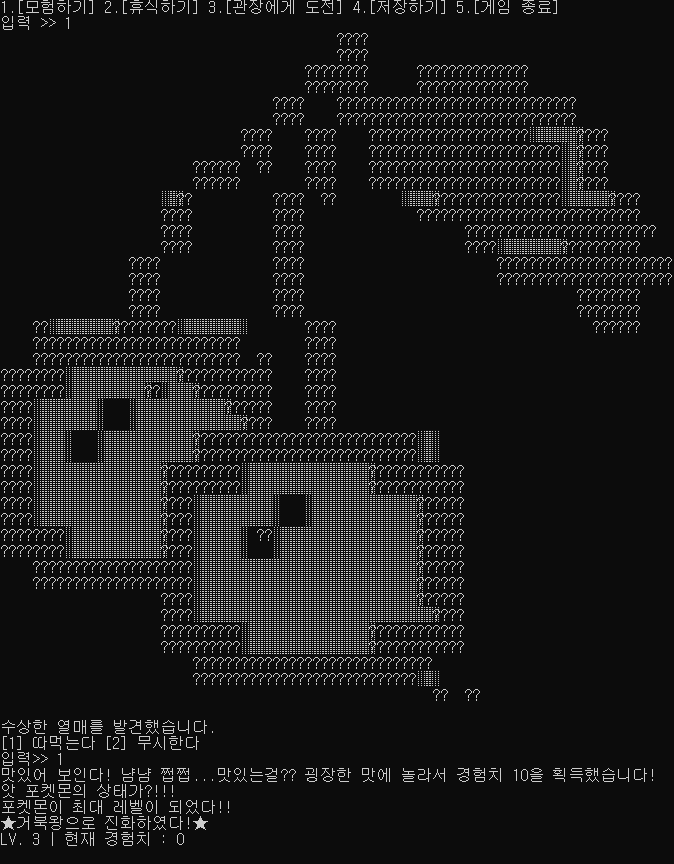 1.[모험하기] 2.[휴식하기] 3.[관장에게 도전] 4.[저장하기] 5.[게임 종료]
입력 >> 1
수상한 열매를 발견했습니다.
[1] 따먹는다 [2] 무시한다
입력>> 1
맛있어 보인다! 냠냠 쩝쩝...맛있는걸?? 굉장한 맛에 놀라서 경험치 10을 획득했습니다!
앗 포켓몬의 상태가?!!!
포켓몬이 최대 레벨이 되었다!!
★거북왕으로 진화하였다!★
LV. 3 | 현재 경험치 : 0